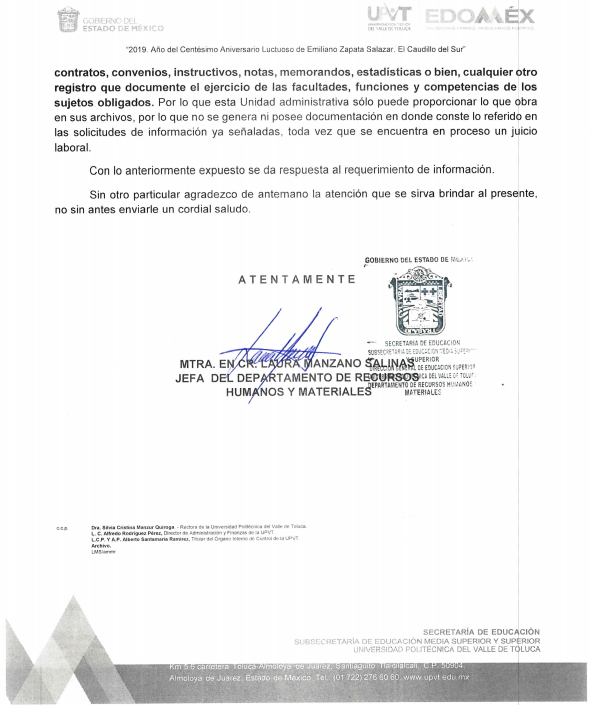 GOBIERNO DEL
ESTADO DE MÉXICO
UPVT
EDOMÉX
"2019. Año del Centésimo Aniversario Luctuoso de Emiliano Zapata Salazar. El Caudillo del Sur"
contratos, convenios, instructivos, notas, memorandos, estadísticas o bien, cualquier otro
registro que documente el ejercicio de las facultades, funciones y competencias de los
sujetos obligados. Por lo que esta Unidad administrativa sólo puede proporcionar lo que obra
en sus archivos, por lo que no se genera ni posee documentación en donde conste lo referido en
las solicitudes de información ya señaladas, toda vez que se encuentra en proceso un juicio
laboral.
Con lo anteriormente expuesto se da respuesta al requerimiento de información.
Sin otro particular agradezco de antemano la atención que se sirva brindar al presente,
no sin antes enviarle un cordial saludo.
GOBIERNO DEL ESTADO DE
ATENTAMENTE
SECRETARÍA DE EDUCACIÓN
SUBSECRETARÍA DE EDUCACIÓN MEDIA SUPERIOR
Y SUPERIOR
MTRA. EN CR. LAURA MANZANO SALINAS
DIRECCIÓN GENERAL DE EDUCACIÓN SUPERIOR
JEFA DEL DEPARTAMENTO DE RECURSOS
DEL VALLE DE TOLUCA
HUMANOS Y MATERIALES
DEPARTAMENTO DE RECURSOS HUMANOS
MATERIALES
c.c.p. Dra. Silvia Cristina Manzur Quiroga - Rectora de la Universidad Politécnica del Valle de Toluca.
L. C. Alfredo Rodríguez Pérez, Director de Administración y Finanzas de la UPVT.
L.C.P. Y A.P. Alberto Santamaría Ramírez, Titular del Órgano Interno de Control de la UPVT.
Archivo.
LMS/amm
SECRETARÍA DE EDUCACIÓN
SUBSECRETARÍA DE EDUCACIÓN MEDIA SUPERIOR Y SUPERIOR
UNIVERSIDAD POLITÉCNICA DEL VALLE DE TOLUCA
Km 5.6 carretera Toluca-Almoloya de Juárez, Santiaguito Tlalcilalcali, C.P. 50904,
Almoloya de Juárez, Estado de México, Tel.: (01 722) 276 60 60, www.upvt.edu.mx